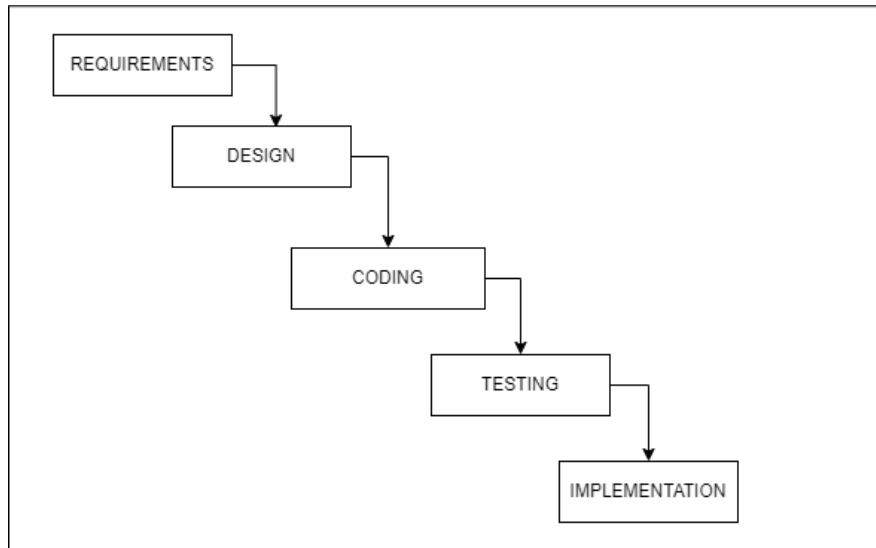 REQUIREMENTS
DESIGN
CODING
TESTING
IMPLEMENTATION